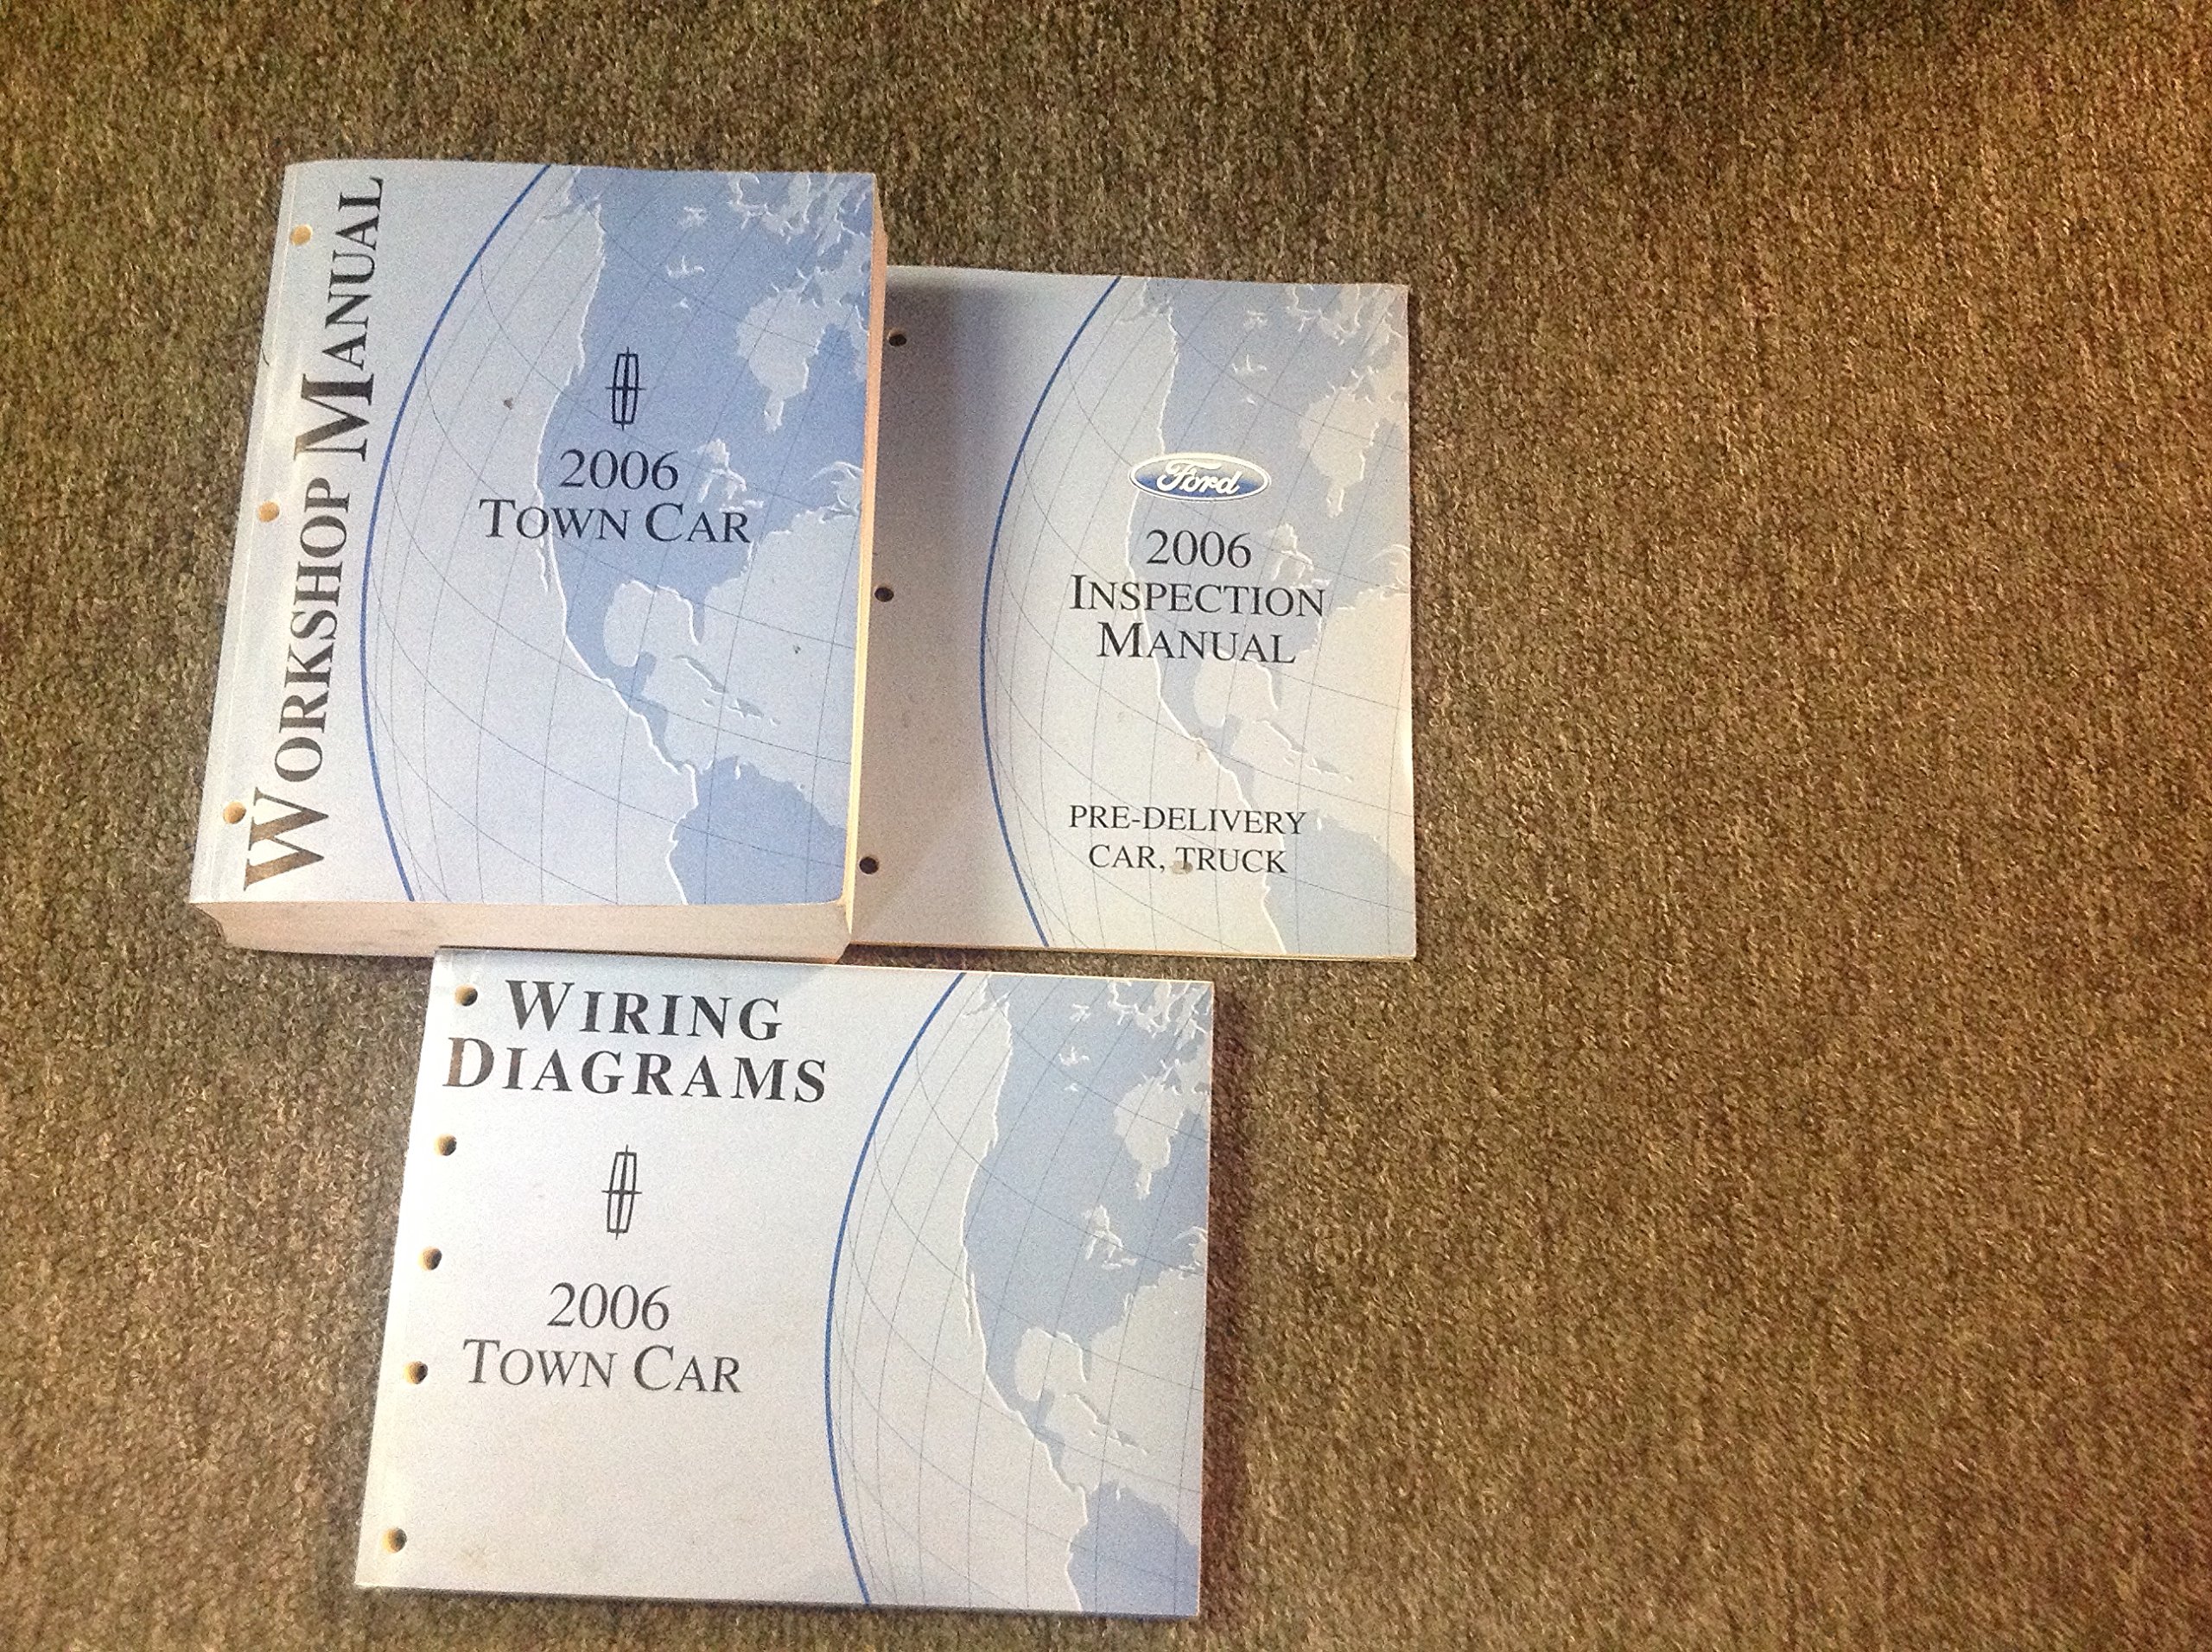 WORKSHOP MANUAL
2006
TOWN CAR
Ford
2006
INSPECTION
MANUAL
PRE-DELIVERY
CAR, TRUCK
WIRING
DIAGRAMS
2006
TOWN CAR